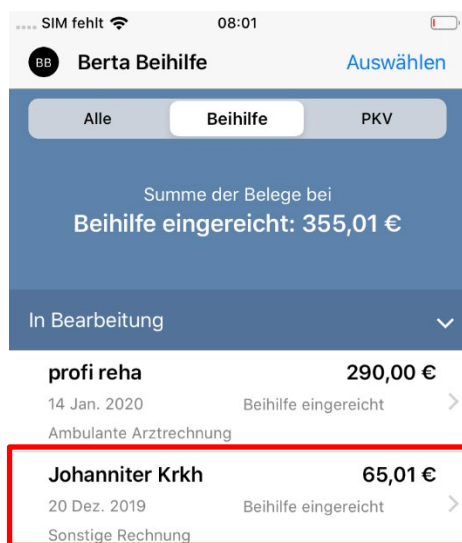 .... SIM fehlt 08:01
BB Berta Beihilfe Auswählen
Alle Beihilfe PKV
Summe der Belege bei
Beihilfe eingereicht: 355,01 €
In Bearbeitung
profi reha 290,00 €
14 Jan. 2020 Beihilfe eingereicht
Ambulante Arztrechnung
Johanniter Krkh 65,01 €
20 Dez. 2019 Beihilfe eingereicht
Sonstige Rechnung